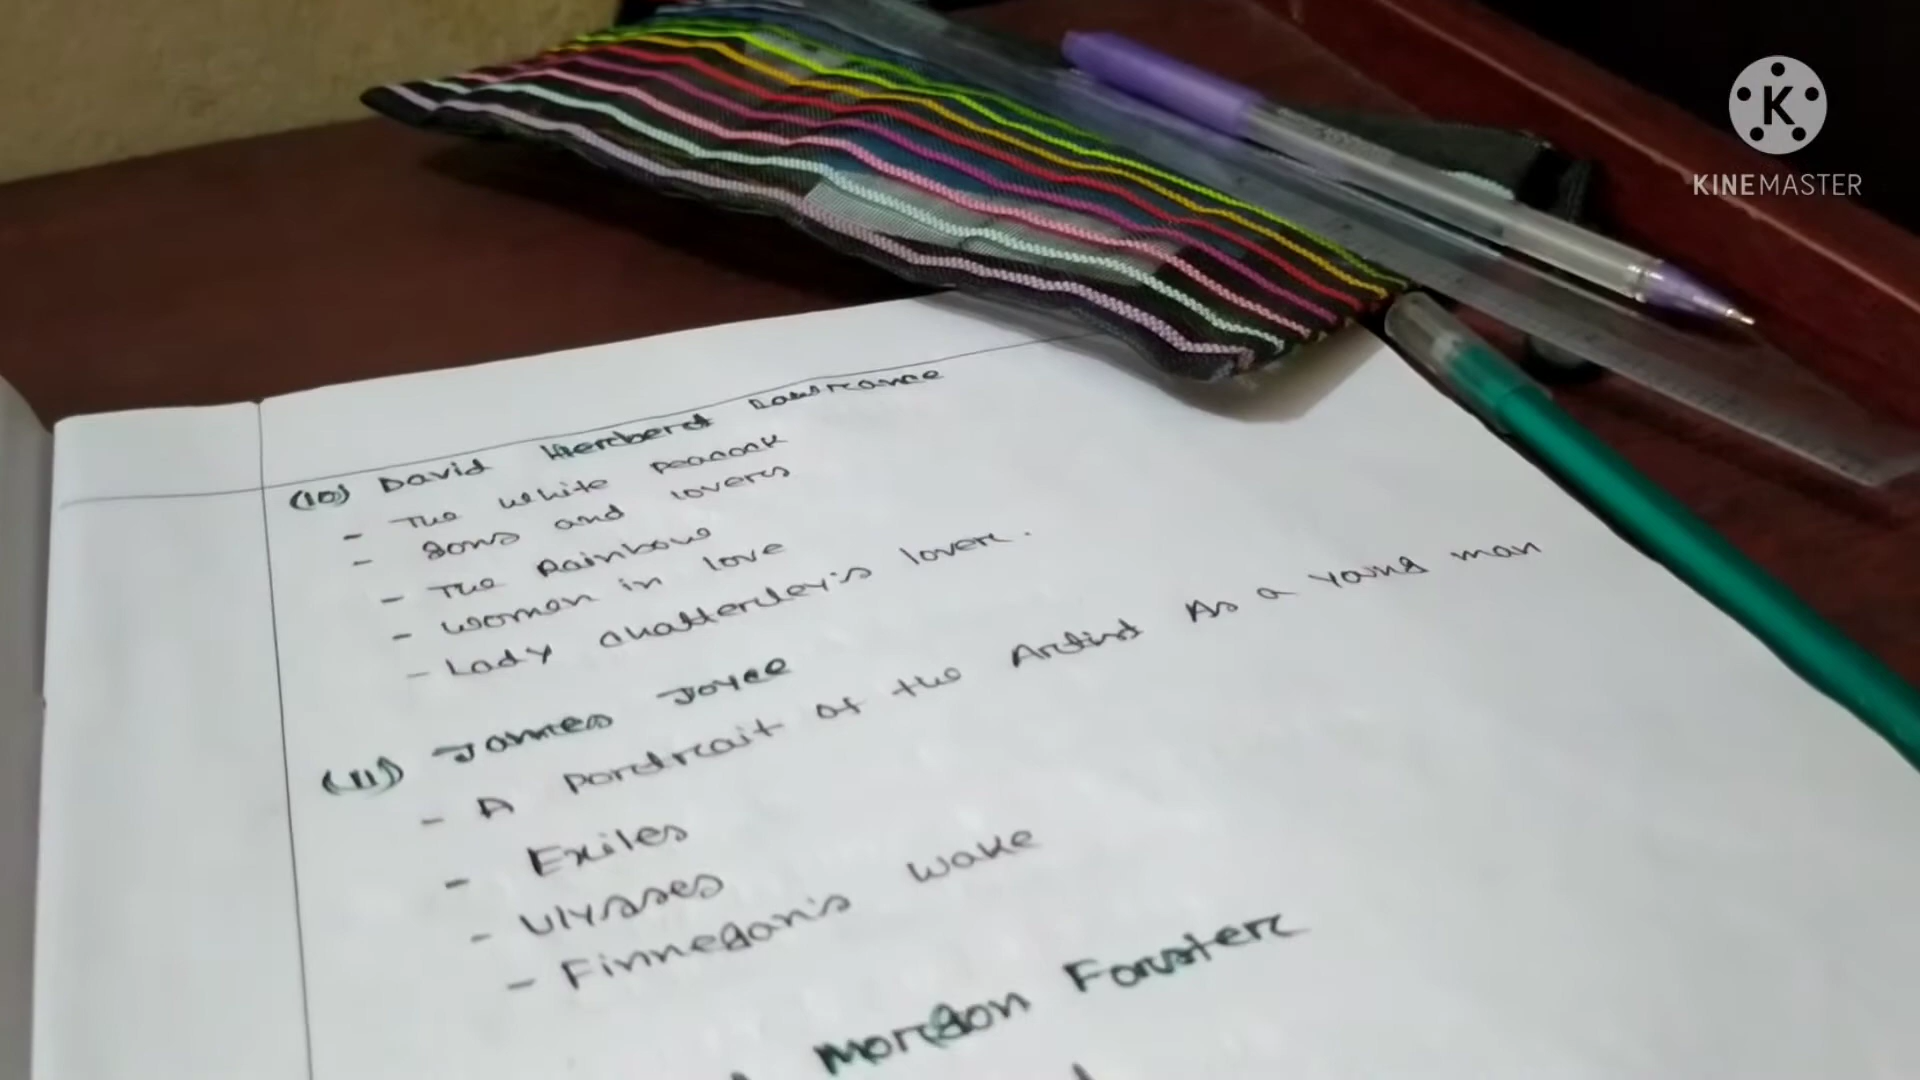 (10) David Herbert Lawrance
- The White Peacock
- Sons and lovers
- The Rainbow
- Women in love
- Lady Chatterley's lover.
(11) James Joyce
- A Portrait of the Artist As a Young man
- Exiles
- Ulysses
- Finnegan's wake
Morgan Forster
K
KINEMASTER